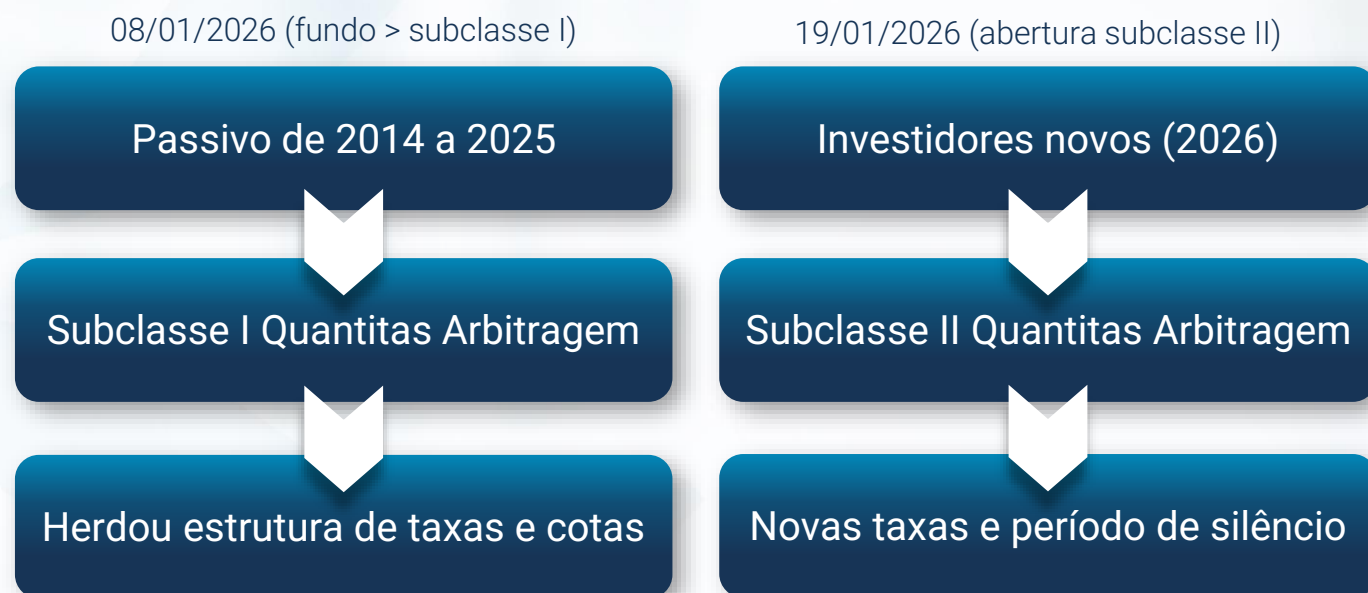 08/01/2026 (fundo > subclasse I)
Passivo de 2014 a 2025
Subclasse I Quantitas Arbitragem
Herdou estrutura de taxas e cotas
19/01/2026 (abertura subclasse II)
Investidores novos (2026)
Subclasse II Quantitas Arbitragem
Novas taxas e período de silêncio